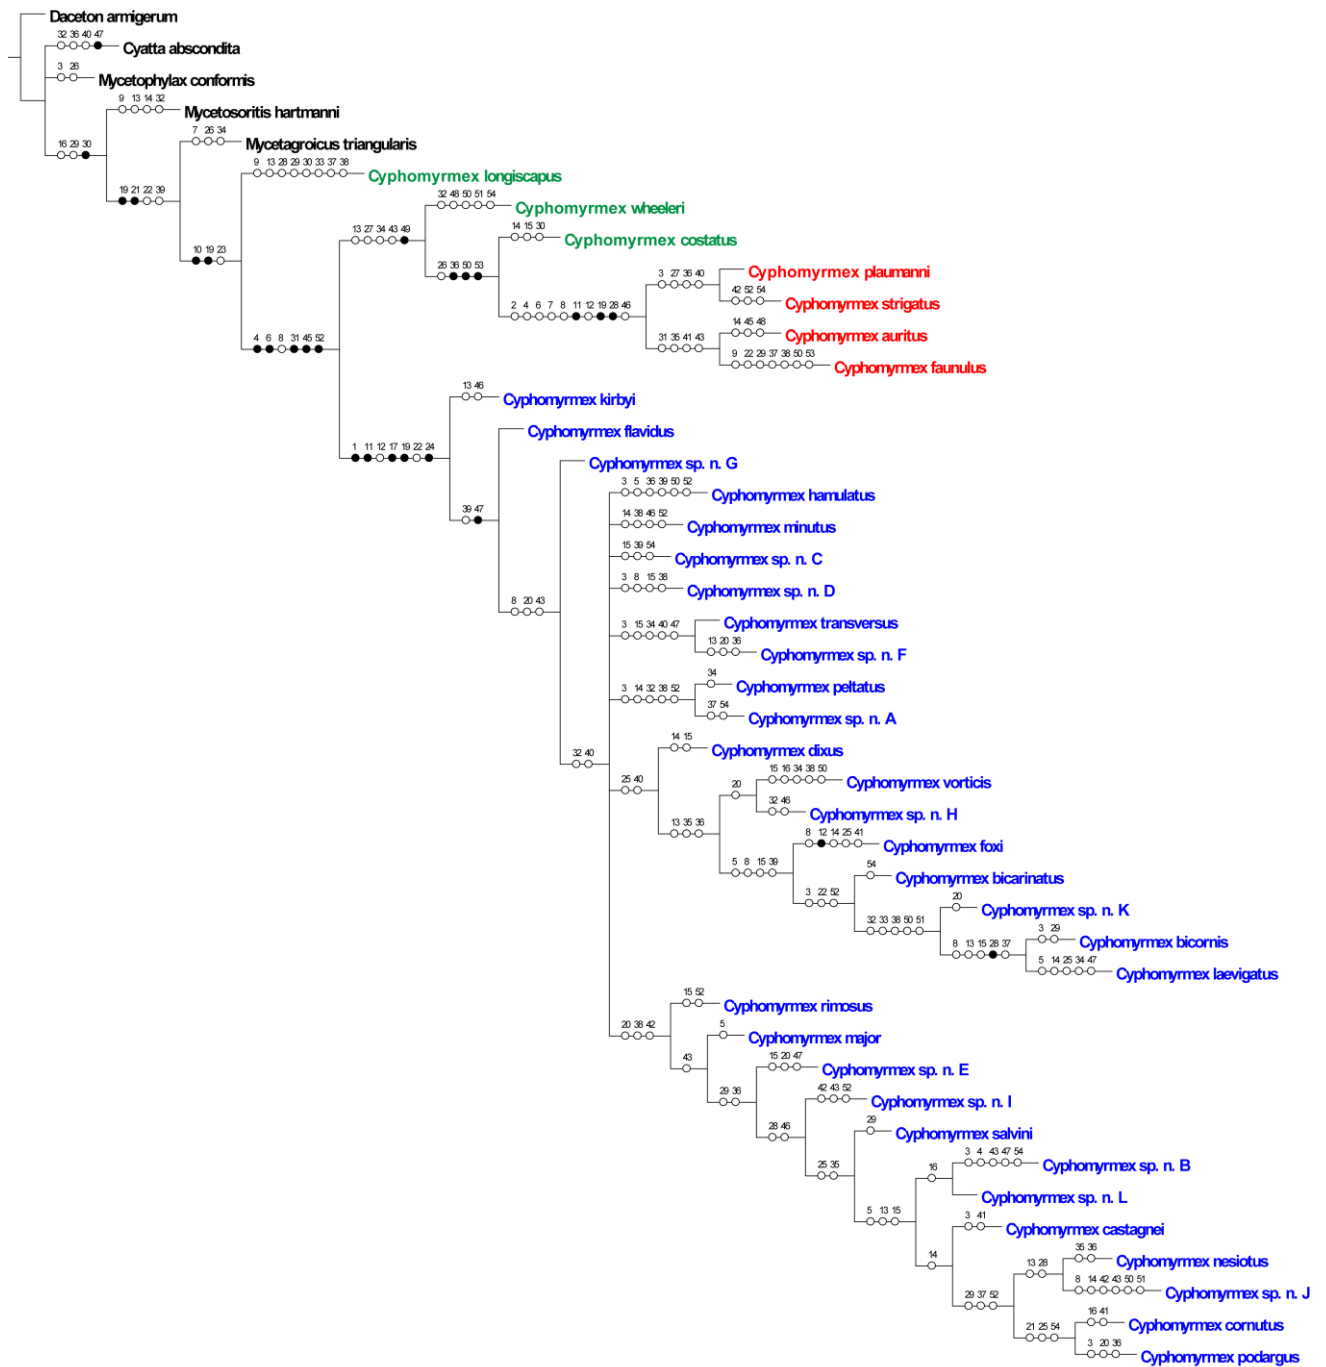 Daceton armigerum
32 36 40 47
Cyatta abscondita
3 26
Mycetophylax conformis
9 13 14 32
Mycetosoritis hartmanni
7 26 34
Mycetagroicus triangularis
16 29 30
9 13 28 29 30 33 37 38
Cyphomyrmex longiscapus
19 21 22 39
32 48 50 51 54
Cyphomyrmex wheeleri
13 27 34 43 49
14 15 30
Cyphomyrmex costatus
10 19 23
26 36 50 53
3 27 36 40
Cyphomyrmex plaumanni
42 52 54
Cyphomyrmex strigatus
2 4 6 7 8 11 12 19 28 46
14 45 48
Cyphomyrmex auritus
4 6 8 31 45 52
31 35 41 43
9 22 29 37 38 50 53
Cyphomyrmex faunulus
13 46
Cyphomyrmex kirbyi
Cyphomyrmex flavidus
1 11 12 17 19 22 24
Cyphomyrmex sp. n. G
3 5 36 39 50 52
Cyphomyrmex hamulatus
39 47
14 38 46 52
Cyphomyrmex minutus
15 39 54
Cyphomyrmex sp. n. C
3 8 15 38
Cyphomyrmex sp. n. D
8 20 43
Cyphomyrmex transversus
3 15 34 40 47
13 20 36
Cyphomyrmex sp. n. F
34
Cyphomyrmex peltatus
3 14 32 38 52
37 54
Cyphomyrmex sp. n. A
14 15
Cyphomyrmex dixus
32 40
15 16 34 38 50
Cyphomyrmex vorticis
25 40
20
32 46
Cyphomyrmex sp. n. H
13 35 36
8 12 14 25 41
Cyphomyrmex foxi
5 8 15 39
54
Cyphomyrmex bicarinatus
3 22 52
20
Cyphomyrmex sp. n. K
32 33 38 50 51
3 29
Cyphomyrmex bicornis
8 13 15 28 37
5 14 25 34 47
Cyphomyrmex laevigatus
15 52
Cyphomyrmex rimosus
20 38 42
5
Cyphomyrmex major
43
15 20 47
Cyphomyrmex sp. n. E
29 36
42 43 52
Cyphomyrmex sp. n. I
28 46
29
Cyphomyrmex salvini
25 35
3 4 43 47 54
Cyphomyrmex sp. n. B
16
Cyphomyrmex sp. n. L
5 13 15
3 41
Cyphomyrmex castagnei
14
35 36
Cyphomyrmex nesiotus
13 28
8 14 42 43 50 51
Cyphomyrmex sp. n. J
29 37 52
16 41
Cyphomyrmex cornutus
21 25 54
3 20 36
Cyphomyrmex podargus